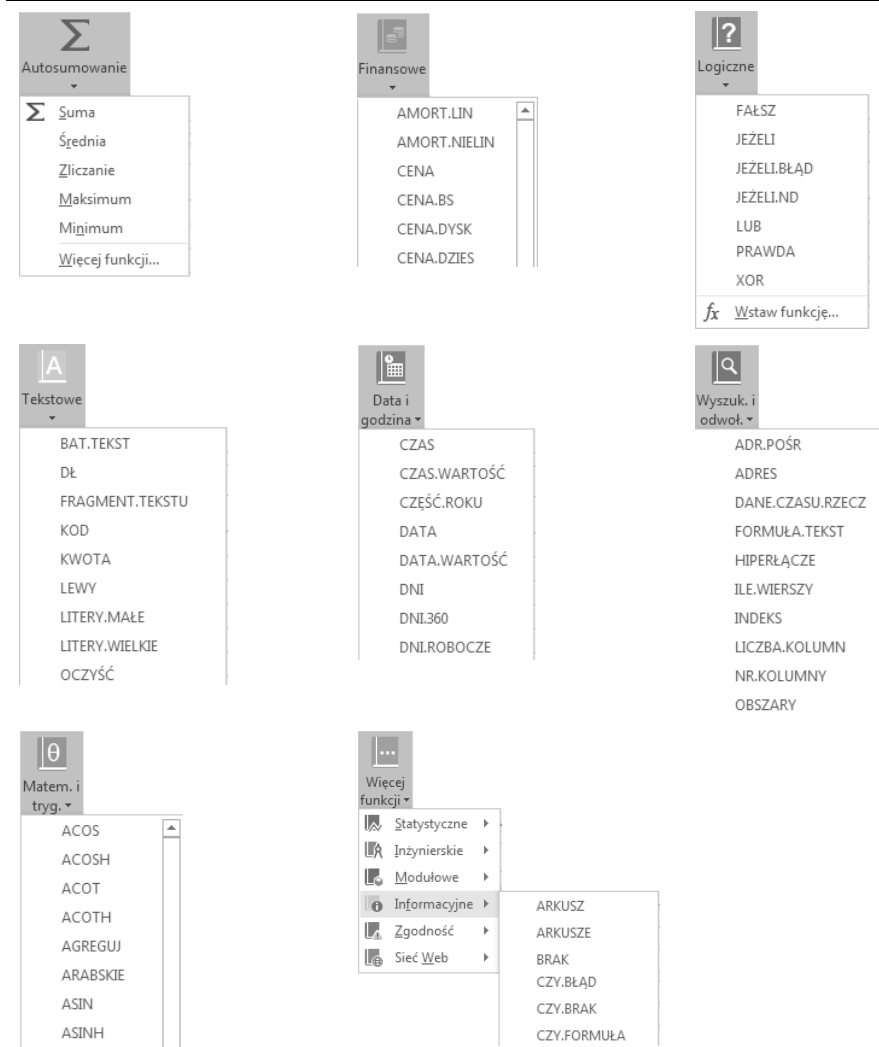 Autosumowanie
Suma
Średnia
Zliczanie
Maksimum
Minimum
Więcej funkcji...
Finansowe
AMORT.LIN
AMORT.NIELIN
CENA
CENA.BS
CENA.DYSK
CENA.DZIES
Logiczne
FAŁSZ
JEŻELI
JEŻELI.BŁĄD
JEŻELI.ND
LUB
PRAWDA
XOR
fx Wstaw funkcję...
Tekstowe
BAT.TEKST
DŁ
FRAGMENT.TEKSTU
KOD
KWOTA
LEWY
LITERY.MAŁE
LITERY.WIELKIE
OCZYŚĆ
Data i
godzina
CZAS
CZAS.WARTOŚĆ
CZĘŚĆ.ROKU
DATA
DATA.WARTOŚĆ
DNI
DNI.360
DNI.ROBOCZE
Wyszuk. i
odwoł.
ADR.POŚR
ADRES
DANE.CZASU.RZECZ
FORMUŁA.TEKST
HIPERŁĄCZE
ILE.WIERSZY
INDEKS
LICZBA.KOLUMN
NR.KOLUMNY
OBSZARY
Matem. i
tryg.
ACOS
ACOSH
ACOT
ACOTH
AGREGUJ
ARABSKIE
ASIN
ASINH
Więcej
funkcji
Statystyczne
Inżynierskie
Modułowe
Informacyjne
Zgodność
Sieć Web
ARKUSZ
ARKUSZE
BRAK
CZY.BŁĄD
CZY.BRAK
CZY.FORMUŁA